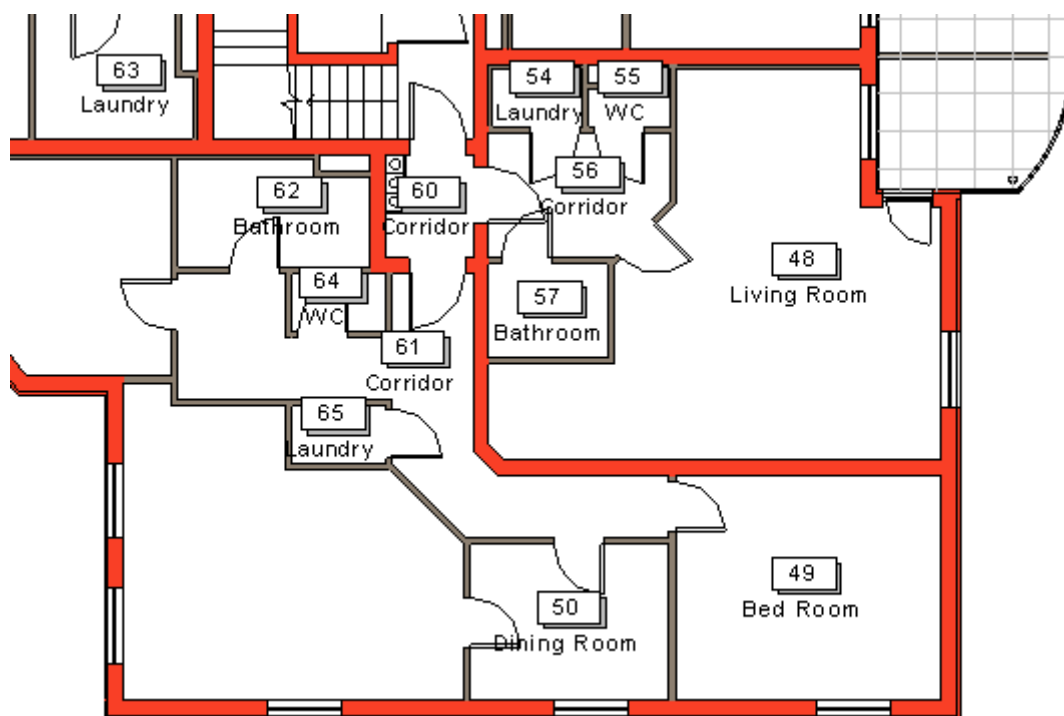 63
Laundry
54
Laundry
55
WC
62
Bathroom
60
Corridor
56
Corridor
48
Living Room
64
WC
57
Bathroom
61
Corridor
65
Laundry
49
Bed Room
50
Dining Room